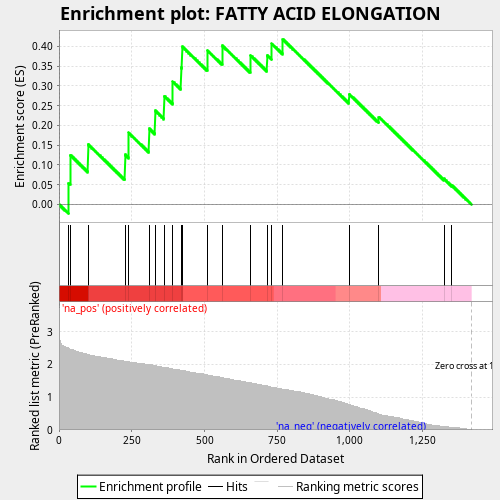 Enrichment plot: FATTY ACID ELONGATION
Enrichment score (ES)
0.40
0.35
0.30
0.25
0.20
0.15
0.10
0.05
0.00
'na_pos' (positively correlated)
Ranked list metric (PreRanked)
3
2
1
0
Zero cross at 1
'na_neg' (negatively correlated)
0 250 500 750 1,000 1,250
Rank in Ordered Dataset
Enrichment profile Hits Ranking metric scores